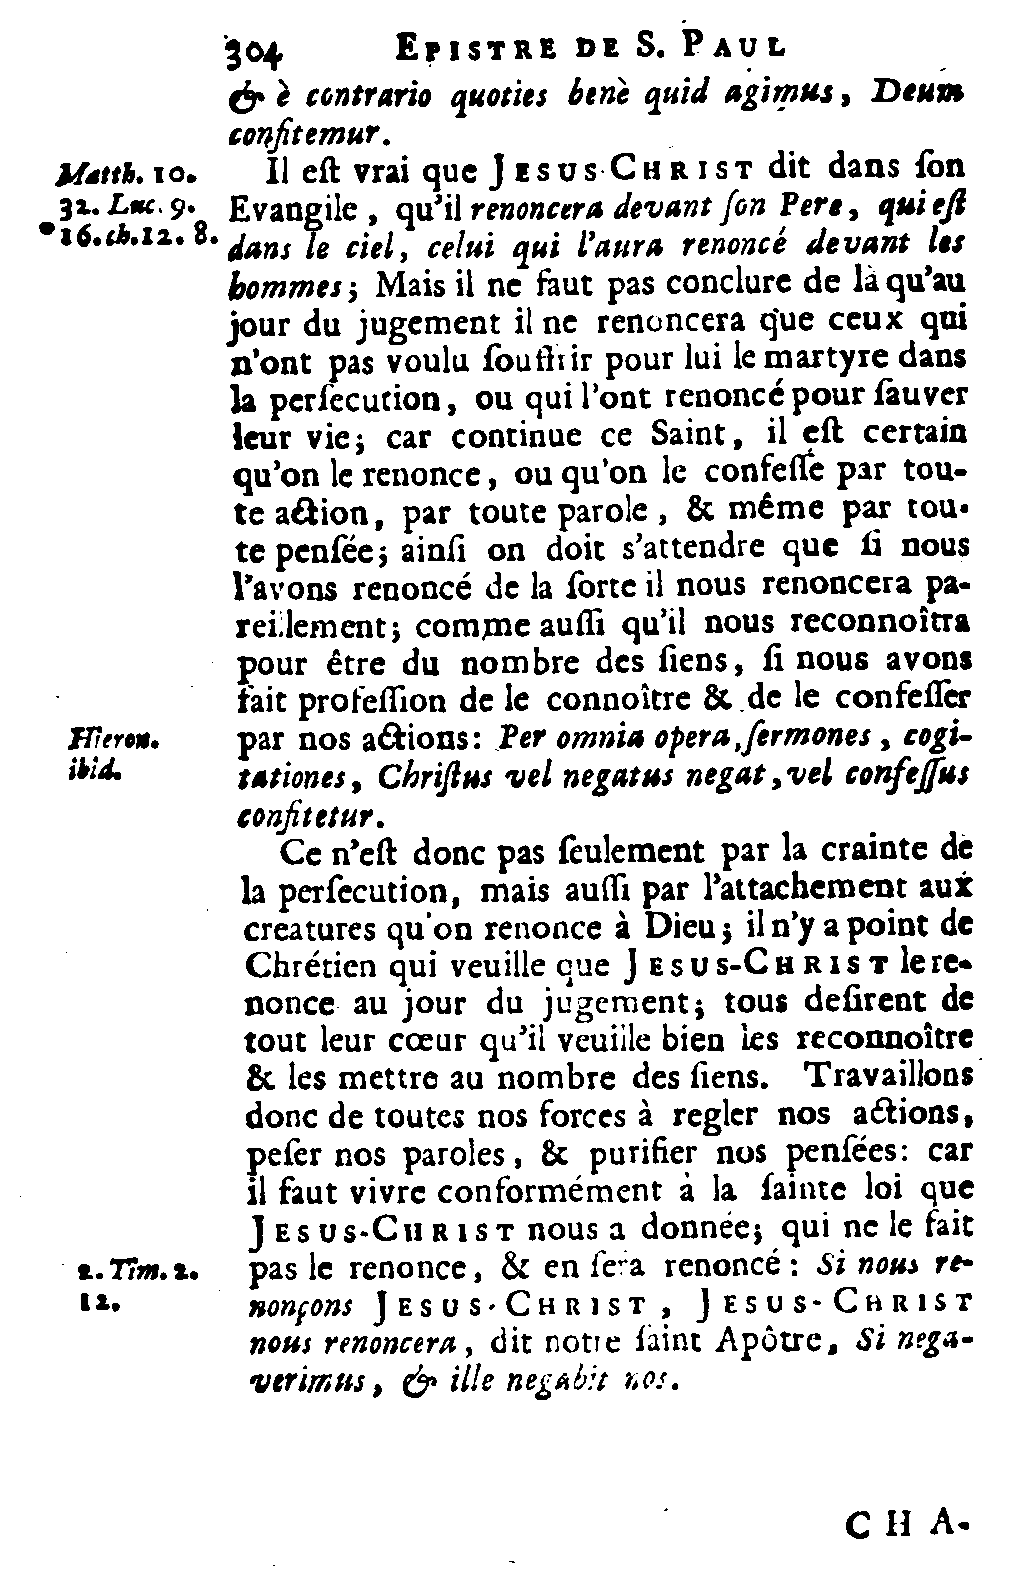 304 EPISTRE DE S. PAUL
& è contrario quoties benè quid agimus, Deum
confitemur.
Matth. 10.
32. Luc. 9.
16. ch. 12. 8.
Il eſt vrai que JESUS-CHRIST dit dans ſon
Evangile, qu'il renoncera devant ſon Pere, qui eſt
dans le ciel, celui qui l'aura renoncé devant les
hommes; Mais il ne faut pas conclure de là qu'au
jour du jugement il ne renoncera que ceux qui
n'ont pas voulu ſouffrir pour lui le martyre dans
la perſecution, ou qui l'ont renoncé pour ſauver
leur vie; car continue ce Saint, il eſt certain
qu'on le renonce, ou qu'on le confeſſe par tou-
te action, par toute parole, & même par tou-
te penſée; ainſi on doit s'attendre que ſi nous
l'avons renoncé de la ſorte il nous renoncera pa-
reillement; comme auſſi qu'il nous reconnoîtra
pour être du nombre des ſiens, ſi nous avons
fait profeſſion de le connoître & de le confeſſer
Hieron.
ibid.
par nos actions: Per omnia opera, ſermones, cogi-
tationes, Chriſtus vel negatus negat, vel confeſſus
confitetur.
Ce n'eſt donc pas ſeulement par la crainte de
la perſecution, mais auſſi par l'attachement aux
creatures qu'on renonce à Dieu; il n'y a point de
Chrétien qui veuille que JESUS-CHRIST le re-
nonce au jour du jugement; tous deſirent de
tout leur cœur qu'il veuille bien les reconnoître
& les mettre au nombre des ſiens. Travaillons
donc de toutes nos forces à regler nos actions,
peſer nos paroles, & purifier nos penſées: car
il faut vivre conformément à la ſainte loi que
JESUS-CHRIST nous a donnée; qui ne le fait
2. Tim. 2.
12.
pas le renonce, & en ſera renoncé: Si nous re-
nonçons JESUS-CHRIST, JESUS-CHRIST
nous renoncera, dit notre ſaint Apôtre, Si nega-
verimus, & ille negabit nos.
CHA-